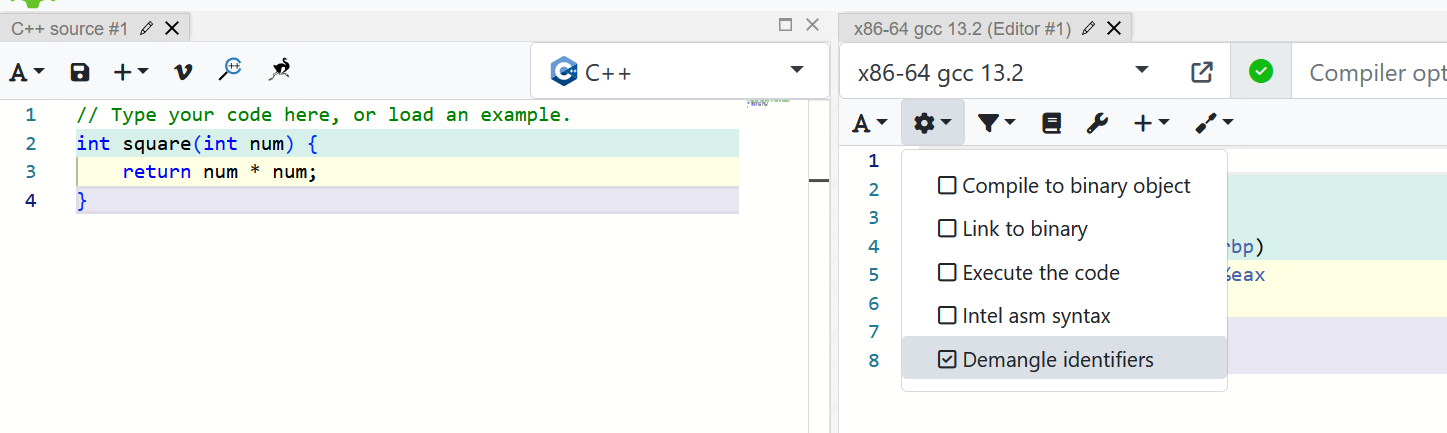 C++ source #1
C++
1 // Type your code here, or load an example.
2 int square(int num) {
3 return num * num;
4 }
x86-64 gcc 13.2 (Editor #1)
x86-64 gcc 13.2
Compiler opt
A
A
1
2
3
4 bp)
5 %eax
6
7
8
Compile to binary object
Link to binary
Execute the code
Intel asm syntax
Demangle identifiers